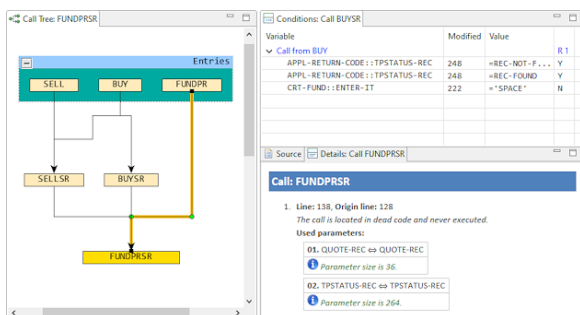 Call Tree: FUNDPRSR
Entries
SELL
BUY
FUNDPR
SELLSR
BUYSR
FUNDPRSR
Conditions: Call BUYSR
Variable Modified Value
Call from BUY R 1
APPL-RETURN-CODE::TPSTATUS-REC 248 =REC-NOT-F... Y
APPL-RETURN-CODE::TPSTATUS-REC 248 =REC-FOUND Y
CRT-FUND::ENTER-IT 222 ='SPACE' N
Source Details: Call FUNDPRSR
Call: FUNDPRSR
1. Line: 138, Origin line: 128
The call is located in dead code and never executed.
Used parameters:
01. QUOTE-REC ⇔ QUOTE-REC
Parameter size is 36.
02. TPSTATUS-REC ⇔ TPSTATUS-REC
Parameter size is 264.